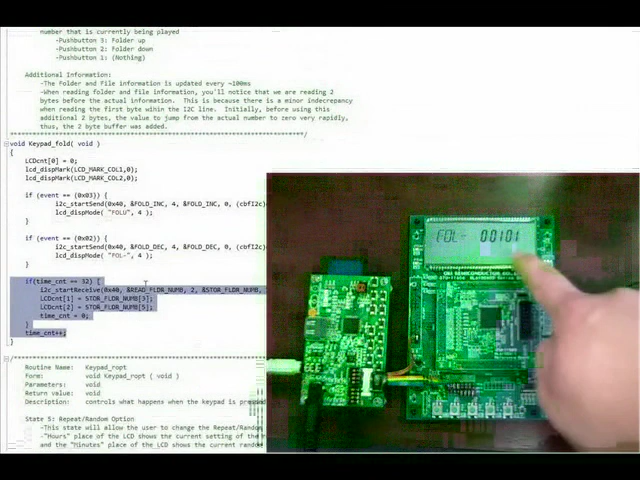 number that is currently being played
-Pushbutton 3: Folder up
-Pushbutton 2: Folder down
-Pushbutton 1: (Nothing)
Additional Information:
-The Folder and File information is updated every ~100ms
-When reading folder and file information, you'll notice that we are reading 2
bytes before the actual information.  This is because there is a minor indecrepancy
when reading the first byte wihin the I2C line.  Initially, before using this
additional 2 bytes, the value to jump from the actual number to zero very rapidly,
thus, the 2 byte buffer was added.
void Keypad_fold( void )
{
LCDcnt[0] = 0;
lcd_dispMark(LCD_MARK_COL1,0);
lcd_dispMark(LCD_MARK_COL2,0);
if (event == (0x03)) {
i2c_startSend(0x40, &FOLD_INC, 4, &FOLD_INC, 0, (cbfI2c)
lcd_dispMode( "FOLU", 4 );
}
if (event == (0x02)) {
i2c_startSend(0x40, &FOLD_DEC, 4, &FOLD_DEC, 0, (cbfI2c)
lcd_dispMode( "FOL-", 4 );
}
if(time_cnt == 32) {
i2c_startReceive(0x40, &READ_FLDR_NUMB, 2, &STOR_FLDR_NUMB,
LCDcnt[1] = STOR_FLDR_NUMB[3];
LCDcnt[2] = STOR_FLDR_NUMB[5];
time_cnt = 0;
}
time_cnt++;
}
FOL- 00101
Routine Name:   Keypad_ropt
Form:           void Keypad_ropt ( void )
Parameters:     void
Return value:   void
Description:    controls what happens when the keypad is
State 5: Repeat/Random Option
-This state will allow the user to change the Repeat/Random
-"Hours" place of the LCD shows the current setting of the
and the "Minutes" place of the LCD shows the current